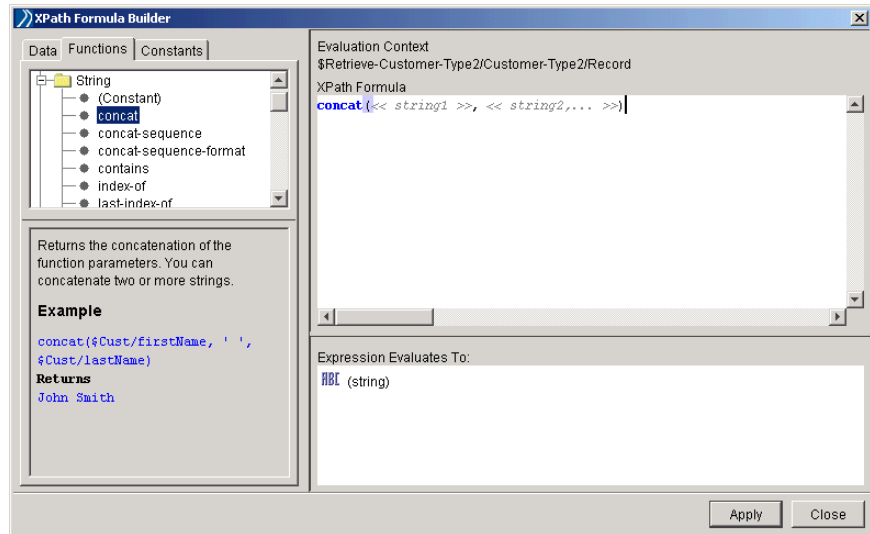 XPath Formula Builder
Data Functions Constants
String
(Constant)
concat
concat-sequence
concat-sequence-format
contains
index-of
last-index-of
Returns the concatenation of the
function parameters. You can
concatenate two or more strings.
Example
concat($Cust/firstName, ' ',
$Cust/lastName)
Returns
John Smith
Evaluation Context
$Retrieve-Customer-Type2/Customer-Type2/Record
XPath Formula
concat(<< string1 >>, << string2,... >>)
Expression Evaluates To:
ABC (string)
Apply Close